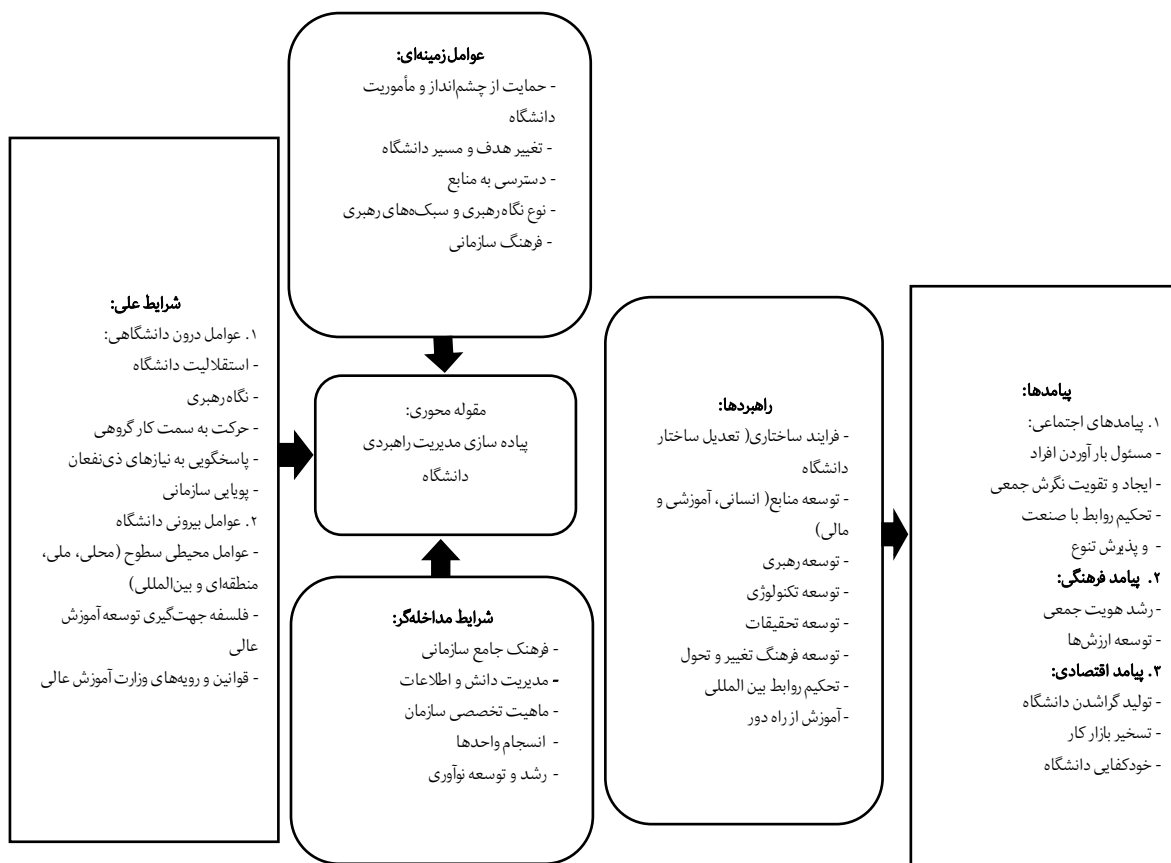 عوامل زمینه‌ای:
- حمایت از چشم‌انداز و مأموریت
دانشگاه
- تغییر هدف و مسیر دانشگاه
- دسترسی به منابع
- نوع نگاه رهبری و سبک‌های رهبری
- فرهنگ سازمانی
شرایط علی:
۱. عوامل درون دانشگاهی:
- استقلالیت دانشگاه
- نگاه رهبری
- حرکت به سمت کار گروهی
- پاسخگویی به نیازهای ذی‌نفعان
- پویایی سازمانی
۲. عوامل بیرونی دانشگاه
- عوامل محیطی سطوح (محلی، ملی،
منطقه‌ای و بین‌المللی)
- فلسفه جهت‌گیری توسعه آموزش
عالی
- قوانین و رویه‌های وزارت آموزش عالی
مقوله محوری:
پیاده سازی مدیریت راهبردی
دانشگاه
شرایط مداخله‌گر:
- فرهنک جامع سازمانی
- مدیریت دانش و اطلاعات
- ماهیت تخصصی سازمان
- انسجام واحدها
- رشد و توسعه نوآوری
راهبردها:
- فرایند ساختاری( تعدیل ساختار
دانشگاه
- توسعه منابع( انسانی، آموزشی و
مالی)
- توسعه رهبری
- توسعه تکنولوژی
- توسعه تحقیقات
- توسعه فرهنگ تغییر و تحول
- تحکیم روابط بین المللی
- آموزش از راه دور
پیامدها:
۱. پیامدهای اجتماعی:
- مسئول بار آوردن افراد
- ایجاد و تقویت نگرش جمعی
- تحکیم روابط با صنعت
- و پذیرش تنوع
۲. پیامد فرهنگی:
- رشد هویت جمعی
- توسعه ارزش‌ها
۳. پیامد اقتصادی:
- تولید گراشدن دانشگاه
- تسخیر بازار کار
- خودکفایی دانشگاه